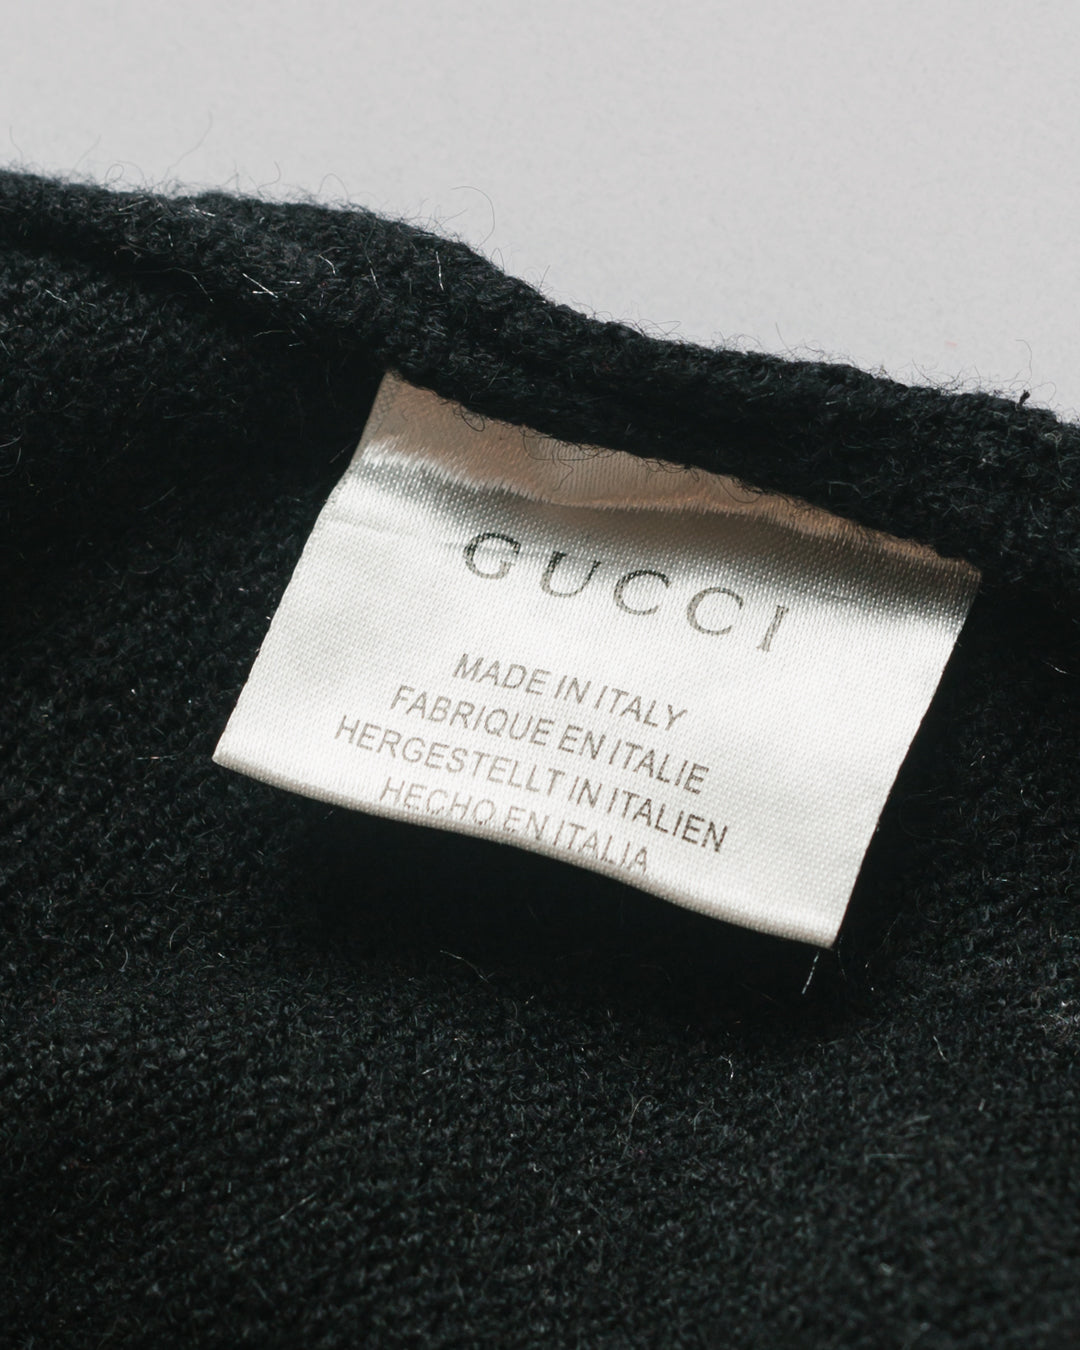 GUCCI
MADE IN ITALY
FABRIQUE EN ITALIE
HERGESTELLT IN ITALIEN
HECHO EN ITALIA